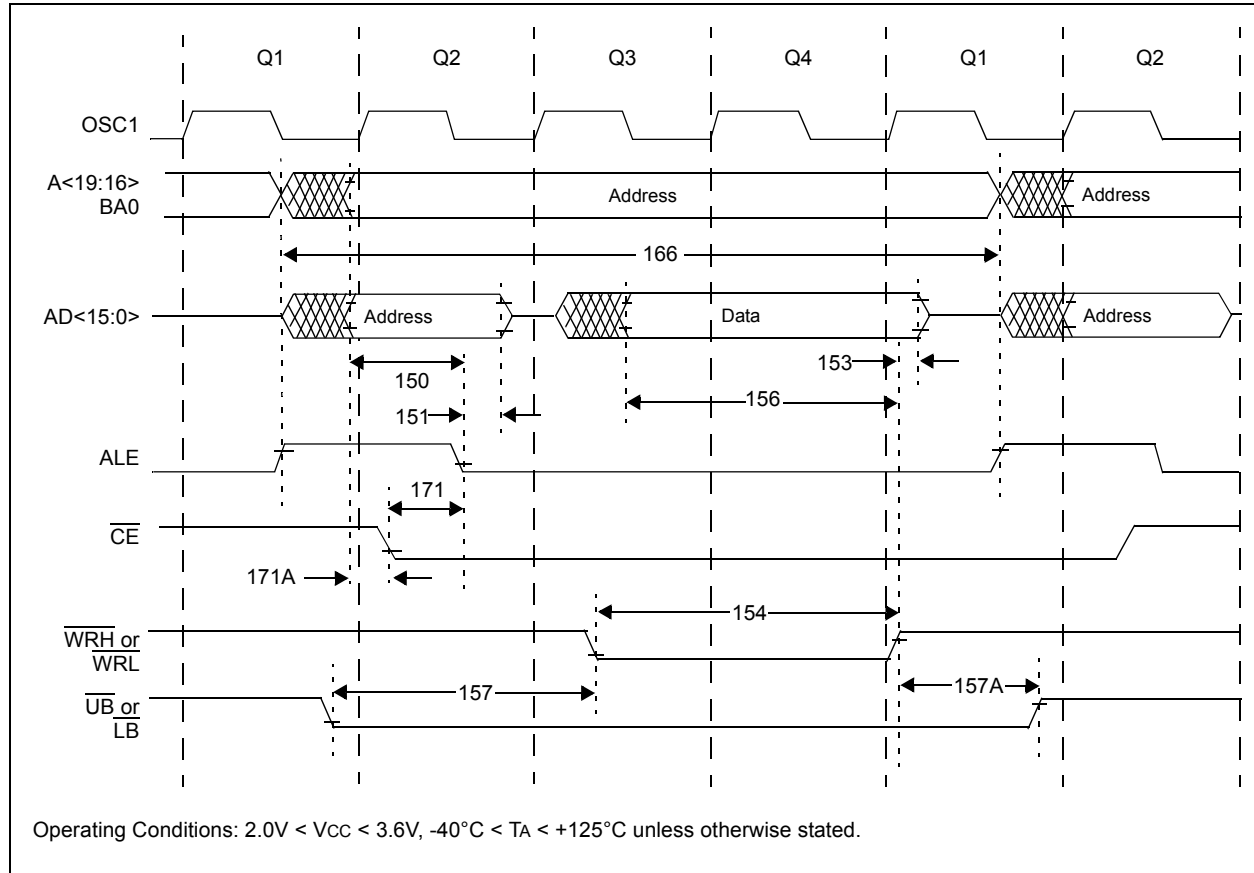 Q1 Q2 Q3 Q4 Q1 Q2
OSC1
A<19:16>
BA0
Address Address
166
AD<15:0>
Address Data Address
150
153
151
156
ALE
171
CE
171A
154
WRH or
WRL
157
157A
UB or
LB
Operating Conditions: 2.0V < VCC < 3.6V, -40°C < TA < +125°C unless otherwise stated.